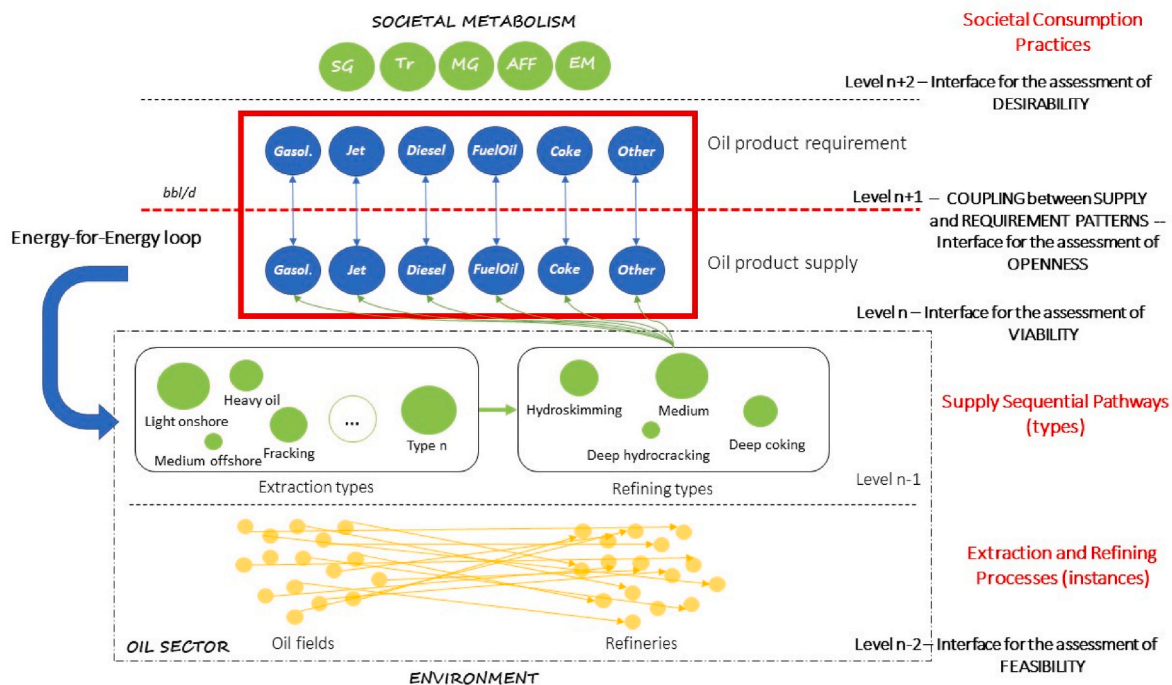 SOCIETAL METABOLISM
Societal Consumption
Practices
SG Tr MG AFF EM
Level n+2 – Interface for the assessment of
DESIRABILITY
Gasol. Jet Diesel FuelOil Coke Other
Oil product requirement
bbl/d
Level n+1 – COUPLING between SUPPLY
and REQUIREMENT PATTERNS --
Interface for the assessment of
OPENNESS
Energy-for-Energy loop
Gasol. Jet Diesel FuelOil Coke Other
Oil product supply
Level n – Interface for the assessment of
VIABILITY
Light onshore
Heavy oil
Medium offshore
Fracking
...
Type n
Extraction types
Hydroskimming
Medium
Deep hydrocracking
Deep coking
Refining types
Level n-1
Supply Sequential Pathways
(types)
Extraction and Refining
Processes (instances)
Oil fields
Refineries
OIL SECTOR
Level n-2 – Interface for the assessment of
FEASIBILITY
ENVIRONMENT